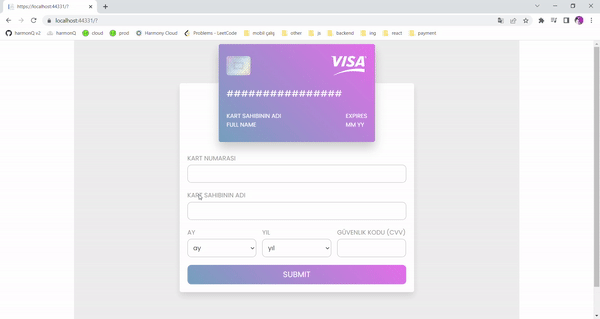 https://localhost:44331/?
localhost:44331/?
harmonQ v2
harmonQ
cloud
prod
Harmony Cloud
Problems - LeetCode
mobil çalış
other
js
backend
ing
react
payment
VISA
################
KART SAHIBININ ADI
EXPIRES
FULL NAME
MM YY
KART NUMARASI
KART SAHIBININ ADI
AY
YIL
GÜVENLIK KODU (CVV)
ay
yıl
SUBMIT